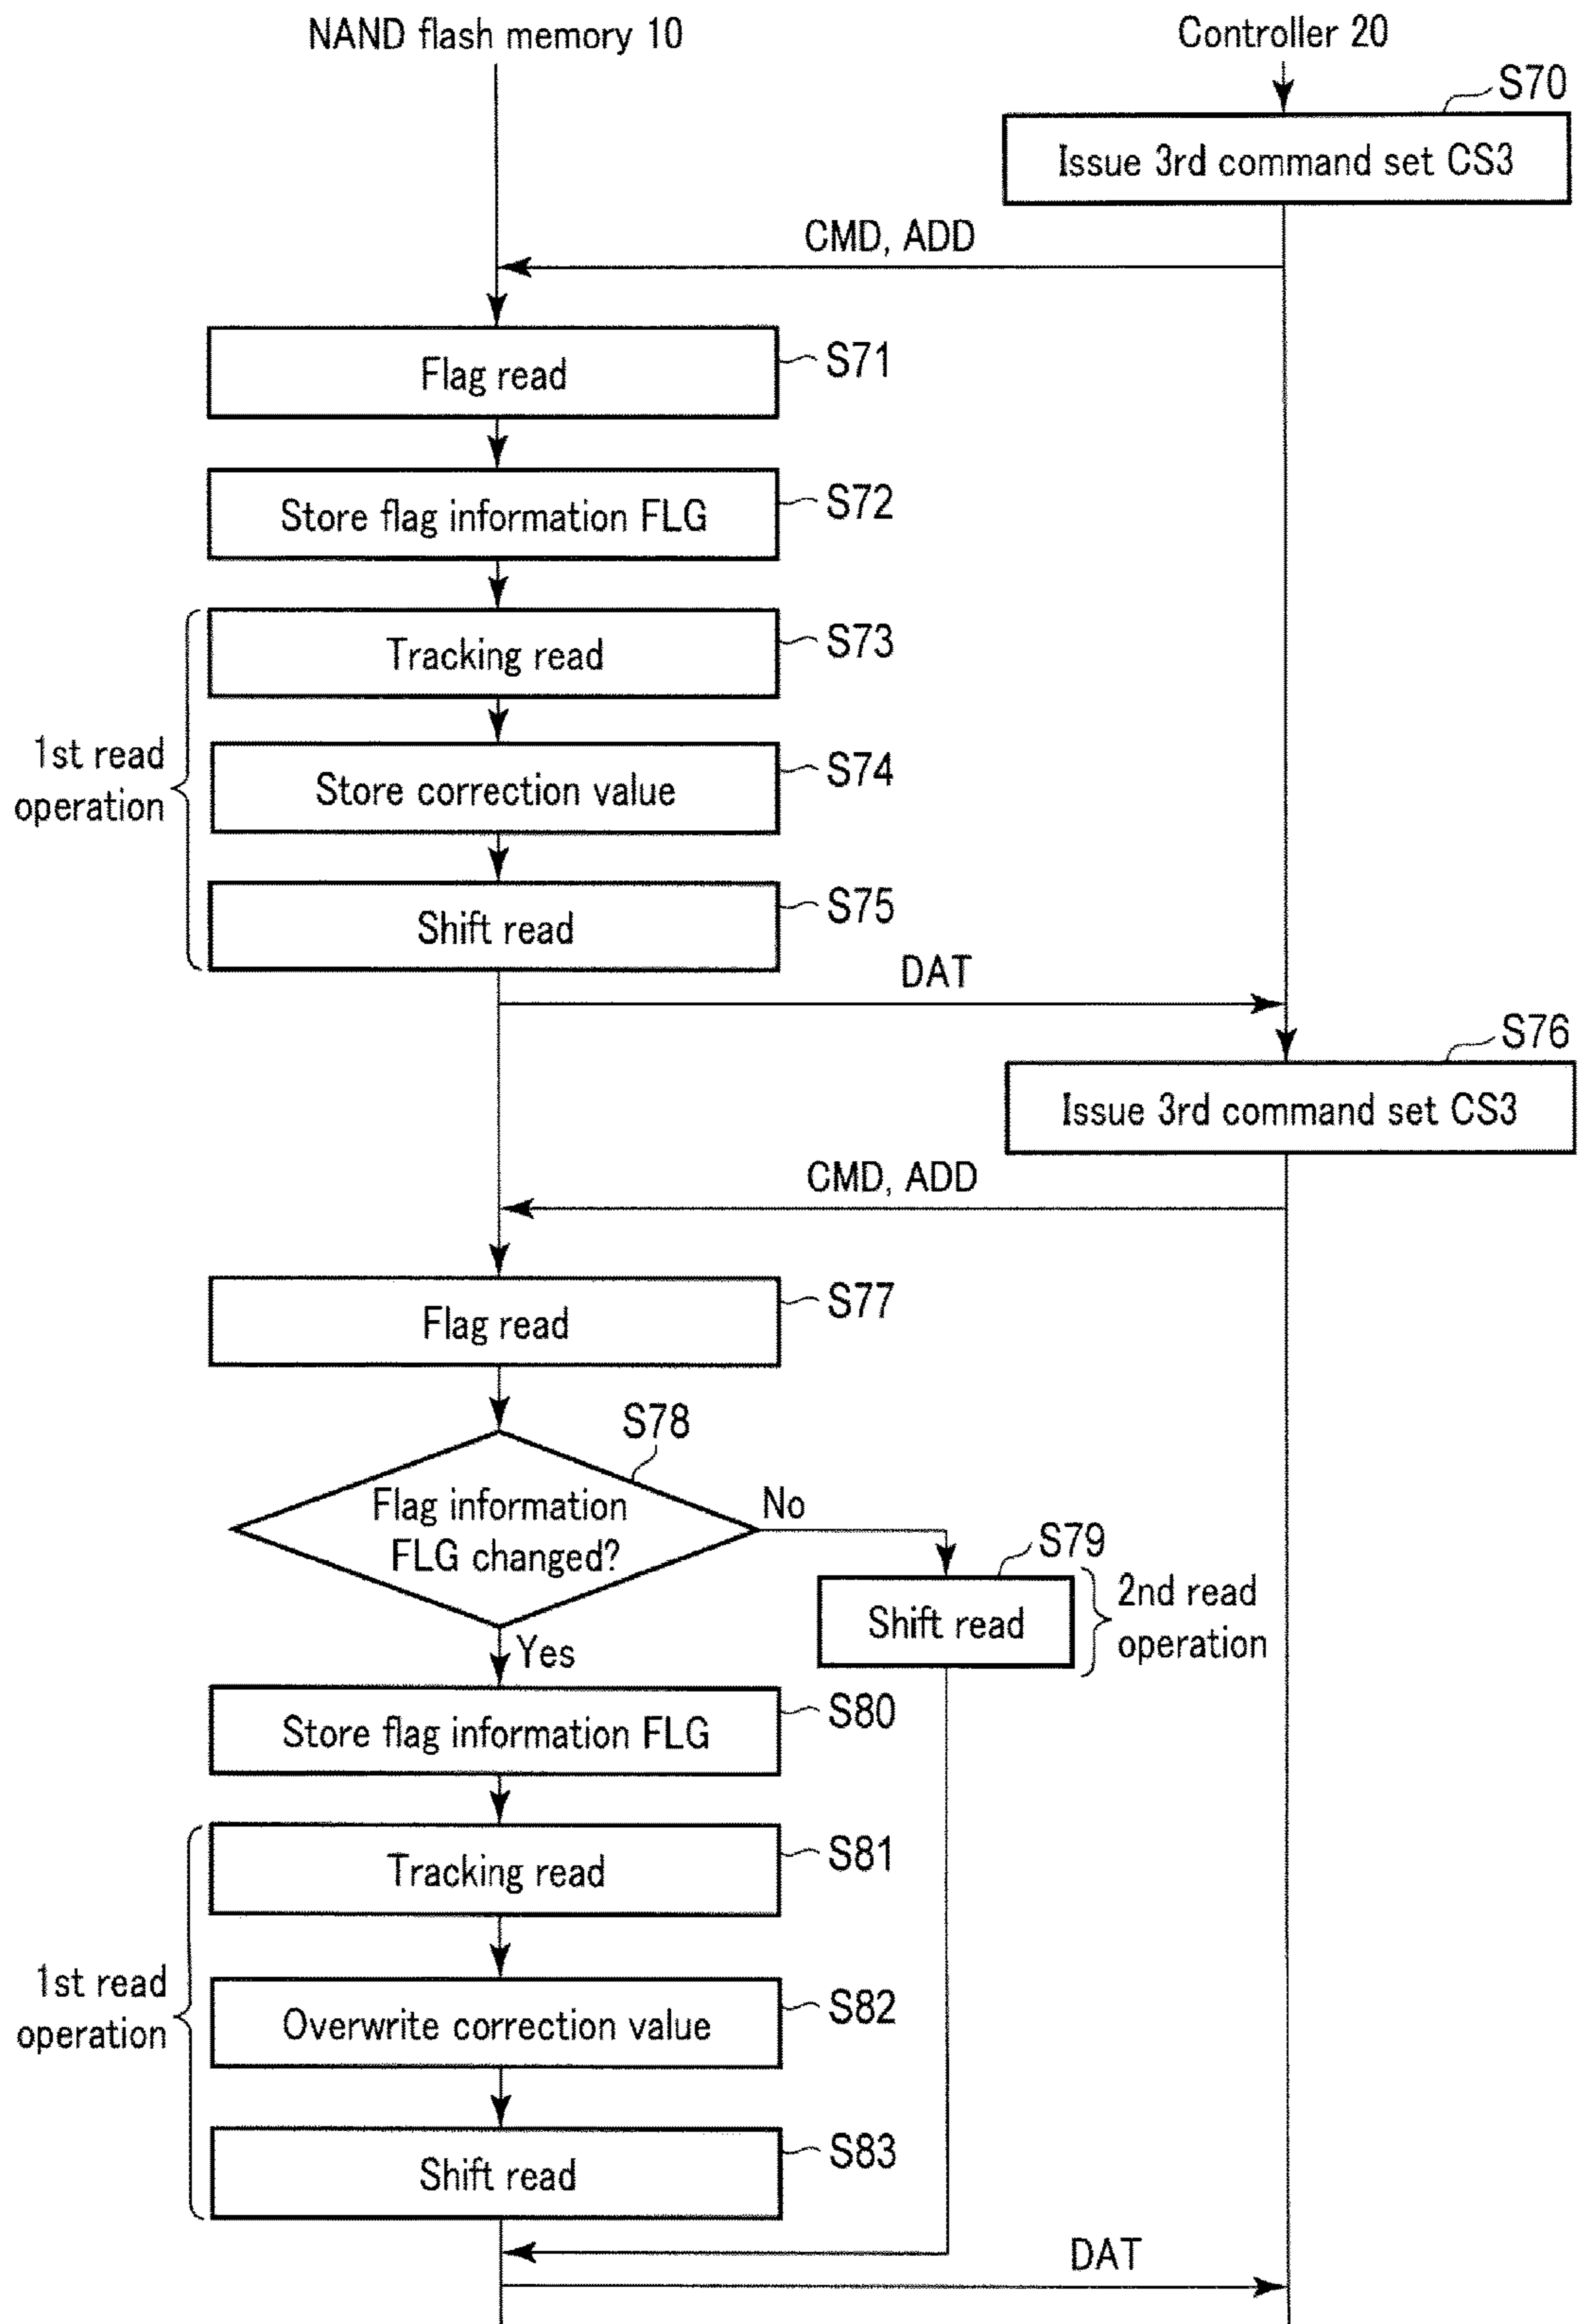 NAND flash memory 10
Controller 20
S70
Issue 3rd command set CS3
CMD, ADD
Flag read
S71
Store flag information FLG
S72
1st read
operation
Tracking read
S73
Store correction value
S74
Shift read
S75
DAT
S76
Issue 3rd command set CS3
CMD, ADD
Flag read
S77
S78
Flag information
FLG changed?
No
S79
Shift read
2nd read
operation
Yes
Store flag information FLG
S80
1st read
operation
Tracking read
S81
Overwrite correction value
S82
Shift read
S83
DAT